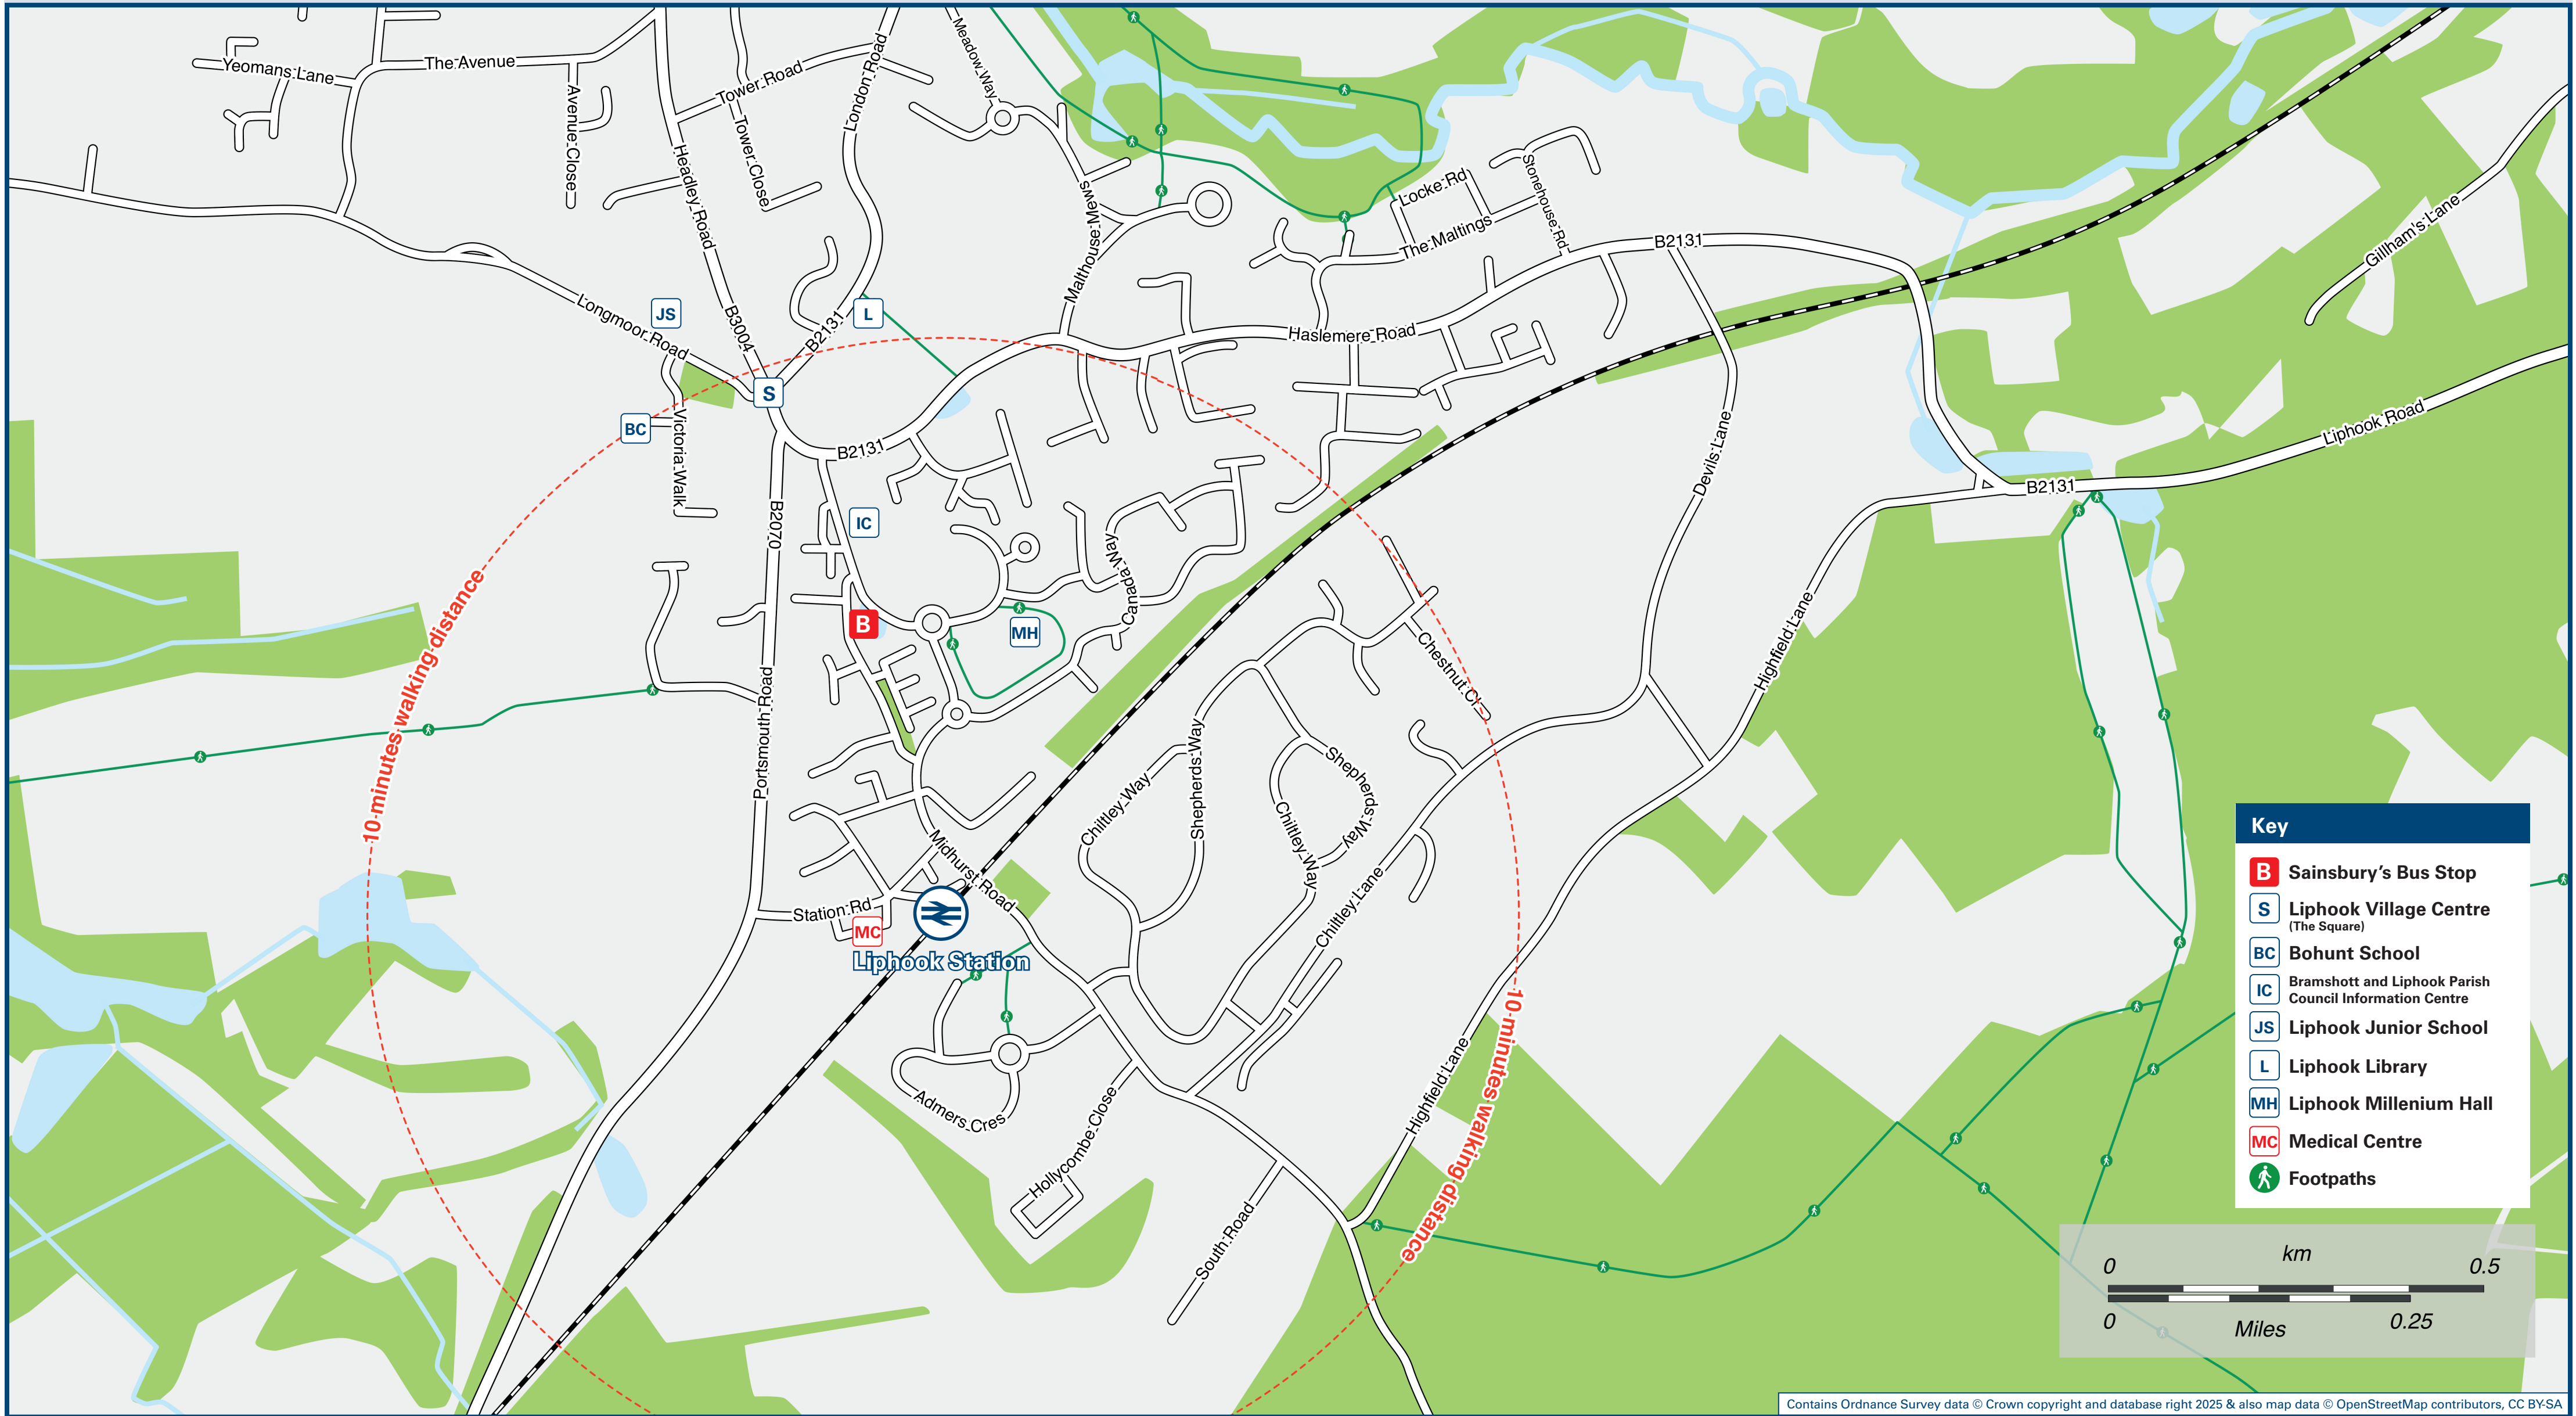 Yeomans Lane
The Avenue
Avenue Close
Tower Road
Tower Close
London Road
Meadow Way
Headley Road
B3004
Longmoor Road
JS
L
B2131
S
BC
Victoria Walk
B2131
B2070
IC
B
MH
Malthouse Mews
Locke Rd
The Maltings
Stonehouse Rd
B2131
Haslemere Road
Gillham's Lane
Liphook Road
B2131
Devils Lane
Highfield Lane
Canada Way
Chestnut Cl
Portsmouth Road
10 minutes walking distance
Shepherds Way
Shepherds Way
Chiltley Way
Chiltley Way
Chiltley Lane
Midhurst Road
Station Rd
MC
Liphook Station
Admers Cres
Hollycombe Close
South Road
Highfield Lane
10 minutes walking distance
Key
B Sainsbury's Bus Stop
S Liphook Village Centre
(The Square)
BC Bohunt School
IC Bramshott and Liphook Parish
Council Information Centre
JS Liphook Junior School
L Liphook Library
MH Liphook Millenium Hall
MC Medical Centre
Footpaths
km
0 0.5
0 0.25
Miles
Contains Ordnance Survey data © Crown copyright and database right 2025 & also map data © OpenStreetMap contributors, CC BY-SA